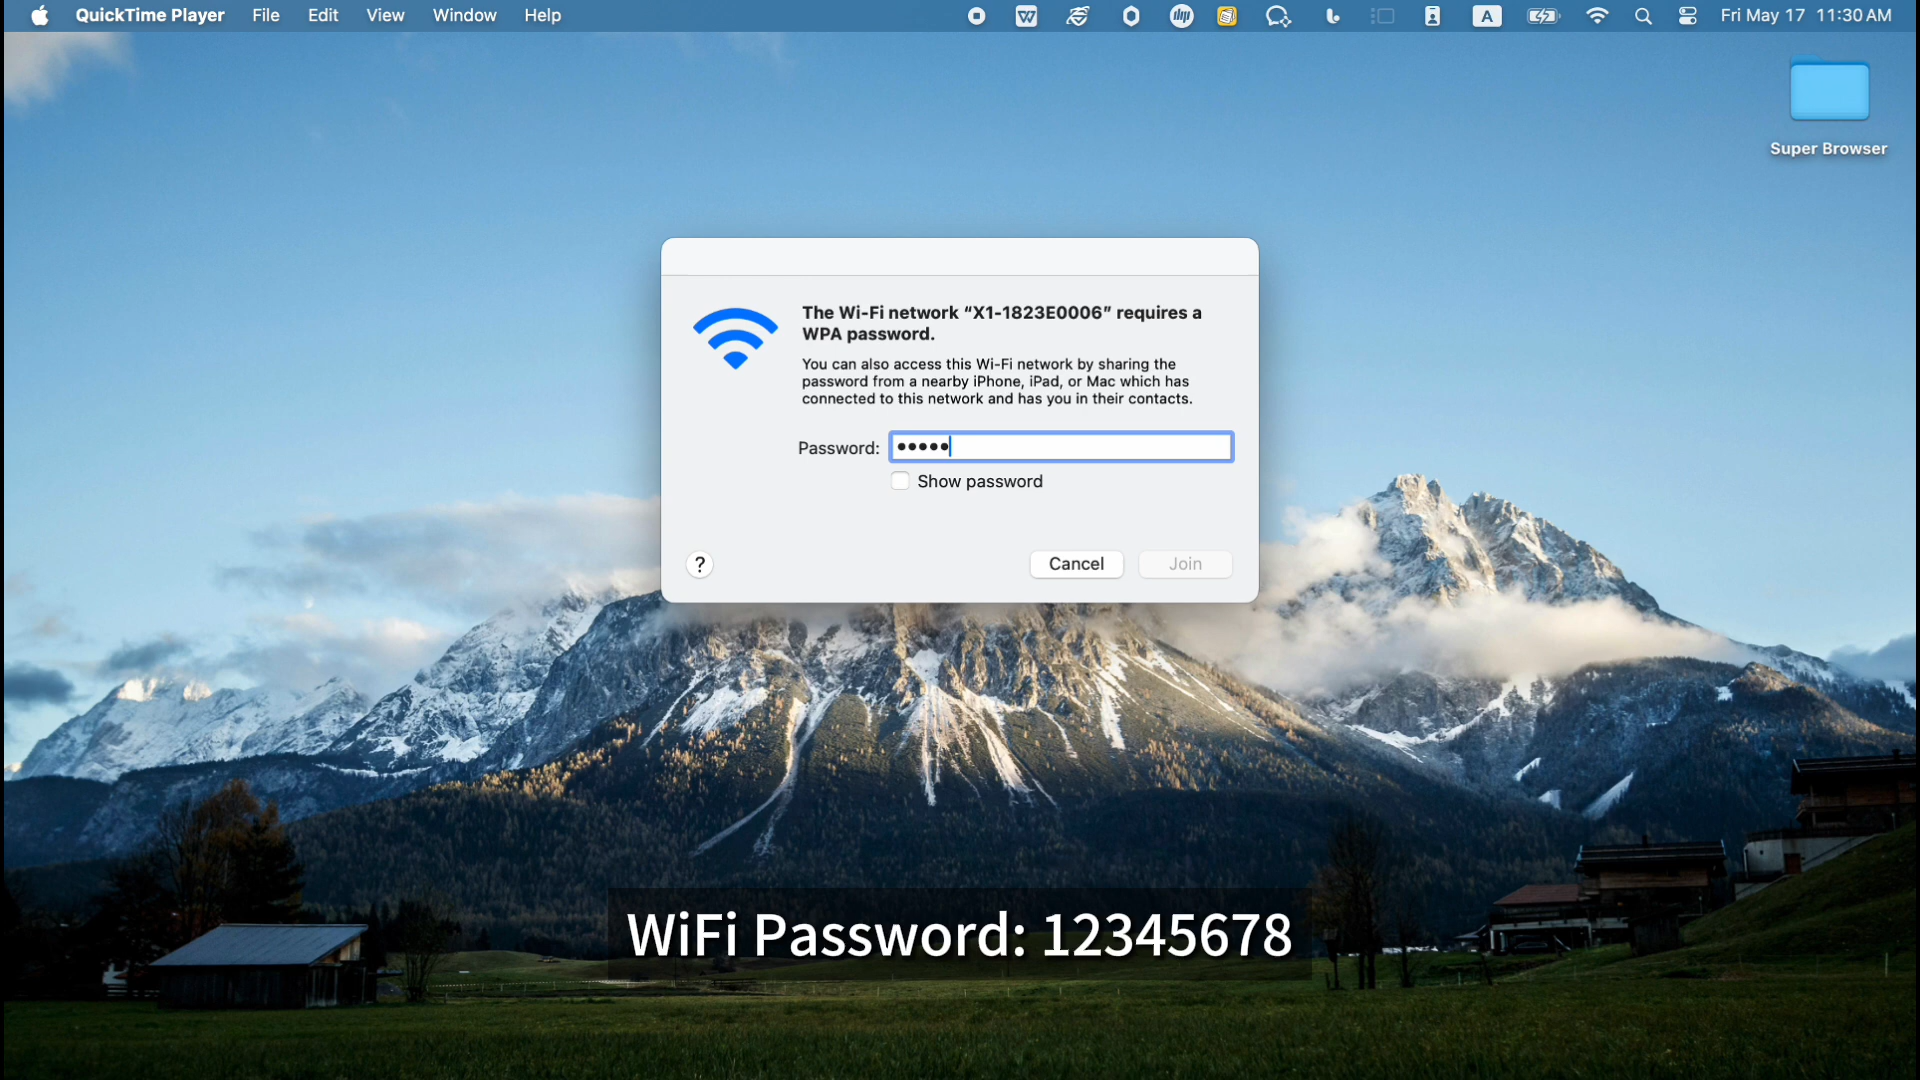 QuickTime Player File Edit View Window Help A Fri May 17 11:30 AM
Super Browser
The Wi-Fi network “X1-1823E0006” requires a
WPA password.
You can also access this Wi-Fi network by sharing the
password from a nearby iPhone, iPad, or Mac which has
connected to this network and has you in their contacts.
Password: •••••
Show password
? Cancel Join
WiFi Password: 12345678